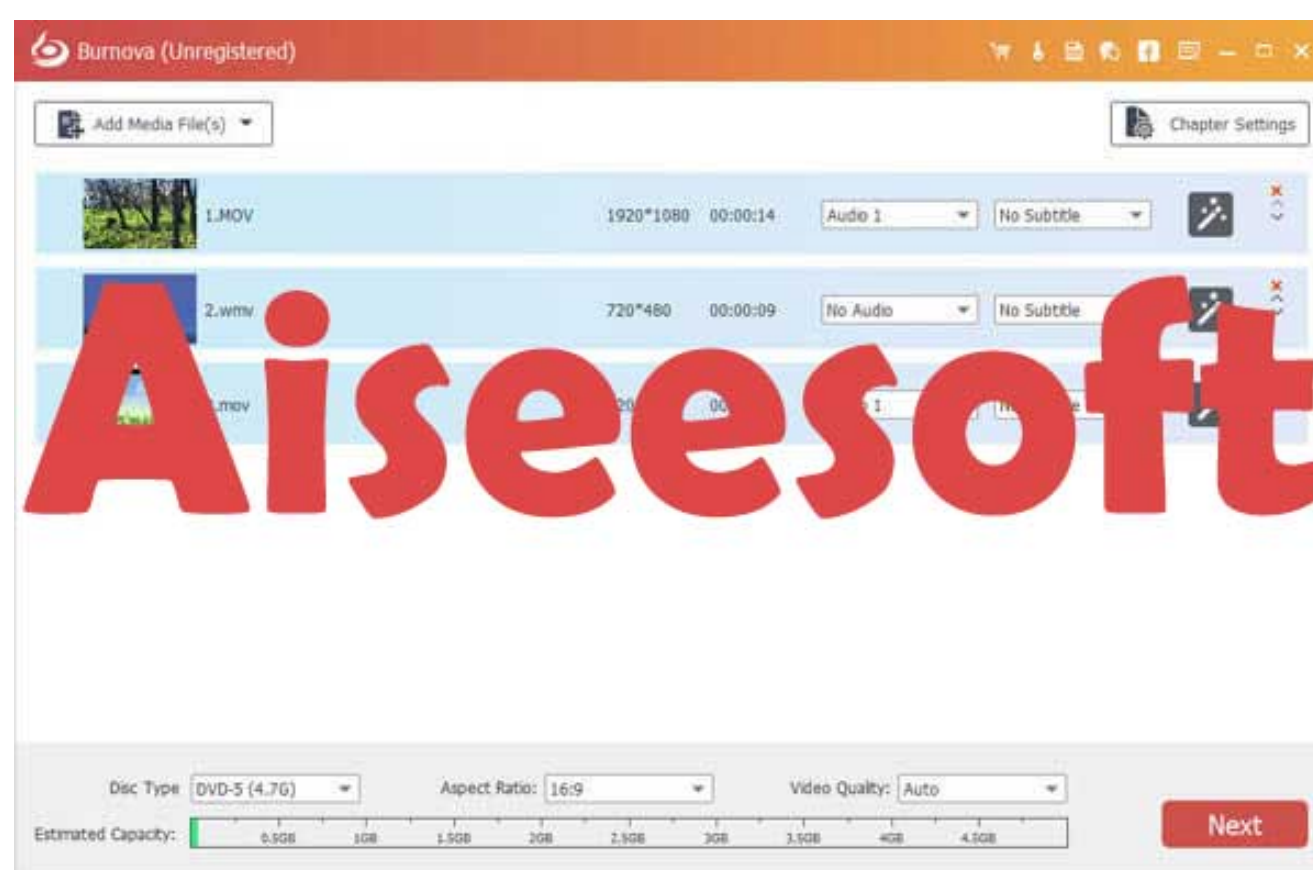 Burnova (Unregistered)
Add Media File(s)
Chapter Settings
1.MOV 1920*1080 00:00:14 Audio 1 No Subtitle
2.wmv 720*480 00:00:09 No Audio No Subtitle
.mov
Aiseesoft
Disc Type DVD-5 (4.7G) Aspect Ratio: 16:9 Video Quality: Auto
Estimated Capacity: 0.5GB 1GB 1.5GB 2GB 2.5GB 3GB 3.5GB 4GB 4.5GB
Next